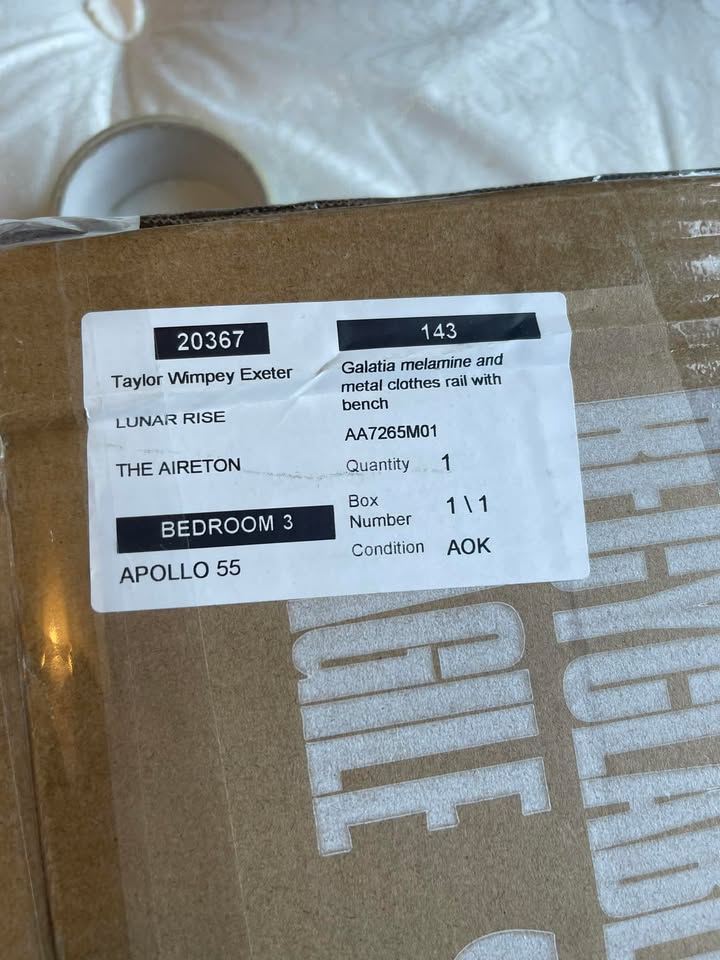 20367
Taylor Wimpey Exeter
LUNAR RISE
THE AIRETON
BEDROOM 3
APOLLO 55
143
Galatia melamine and
metal clothes rail with
bench
AA7265M01
Quantity 1
Box
Number 1\1
Condition AOK